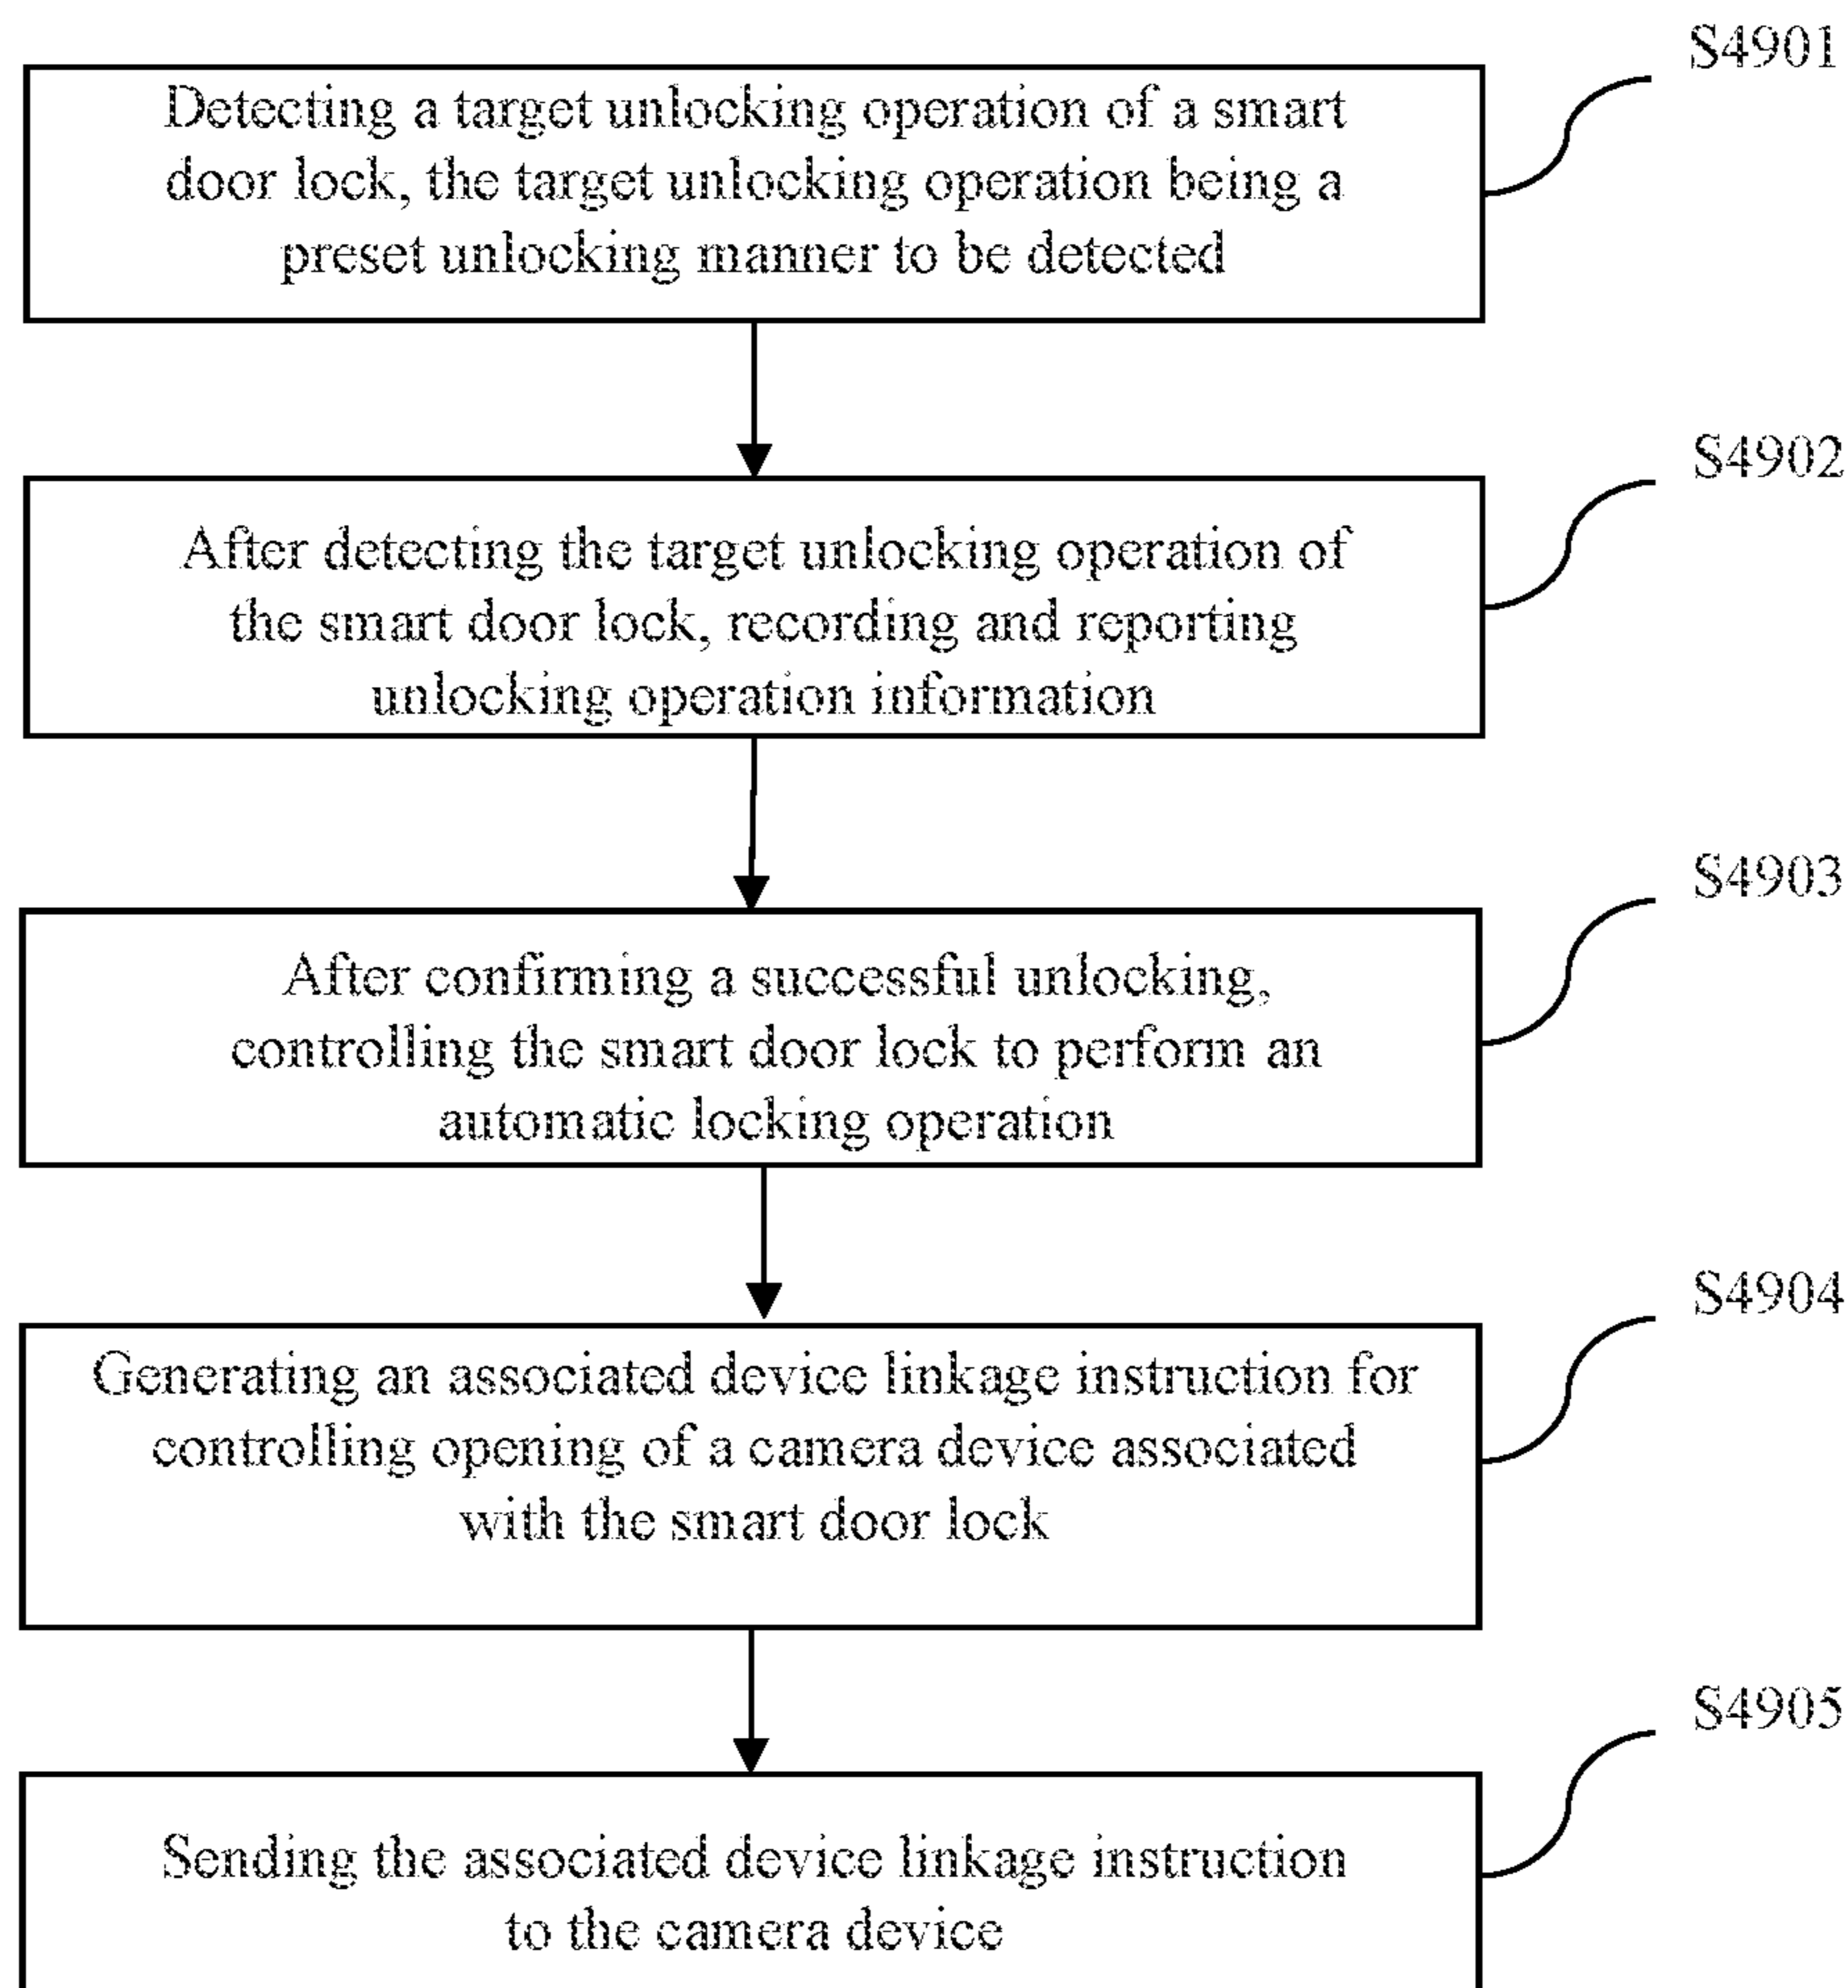 S4901
Detecting a target unlocking operation of a smart
door lock, the target unlocking operation being a
preset unlocking manner to be detected
S4902
After detecting the target unlocking operation of
the smart door lock, recording and reporting
unlocking operation information
S4903
After confirming a successful unlocking,
controlling the smart door lock to perform an
automatic locking operation
S4904
Generating an associated device linkage instruction for
controlling opening of a camera device associated
with the smart door lock
S4905
Sending the associated device linkage instruction
to the camera device